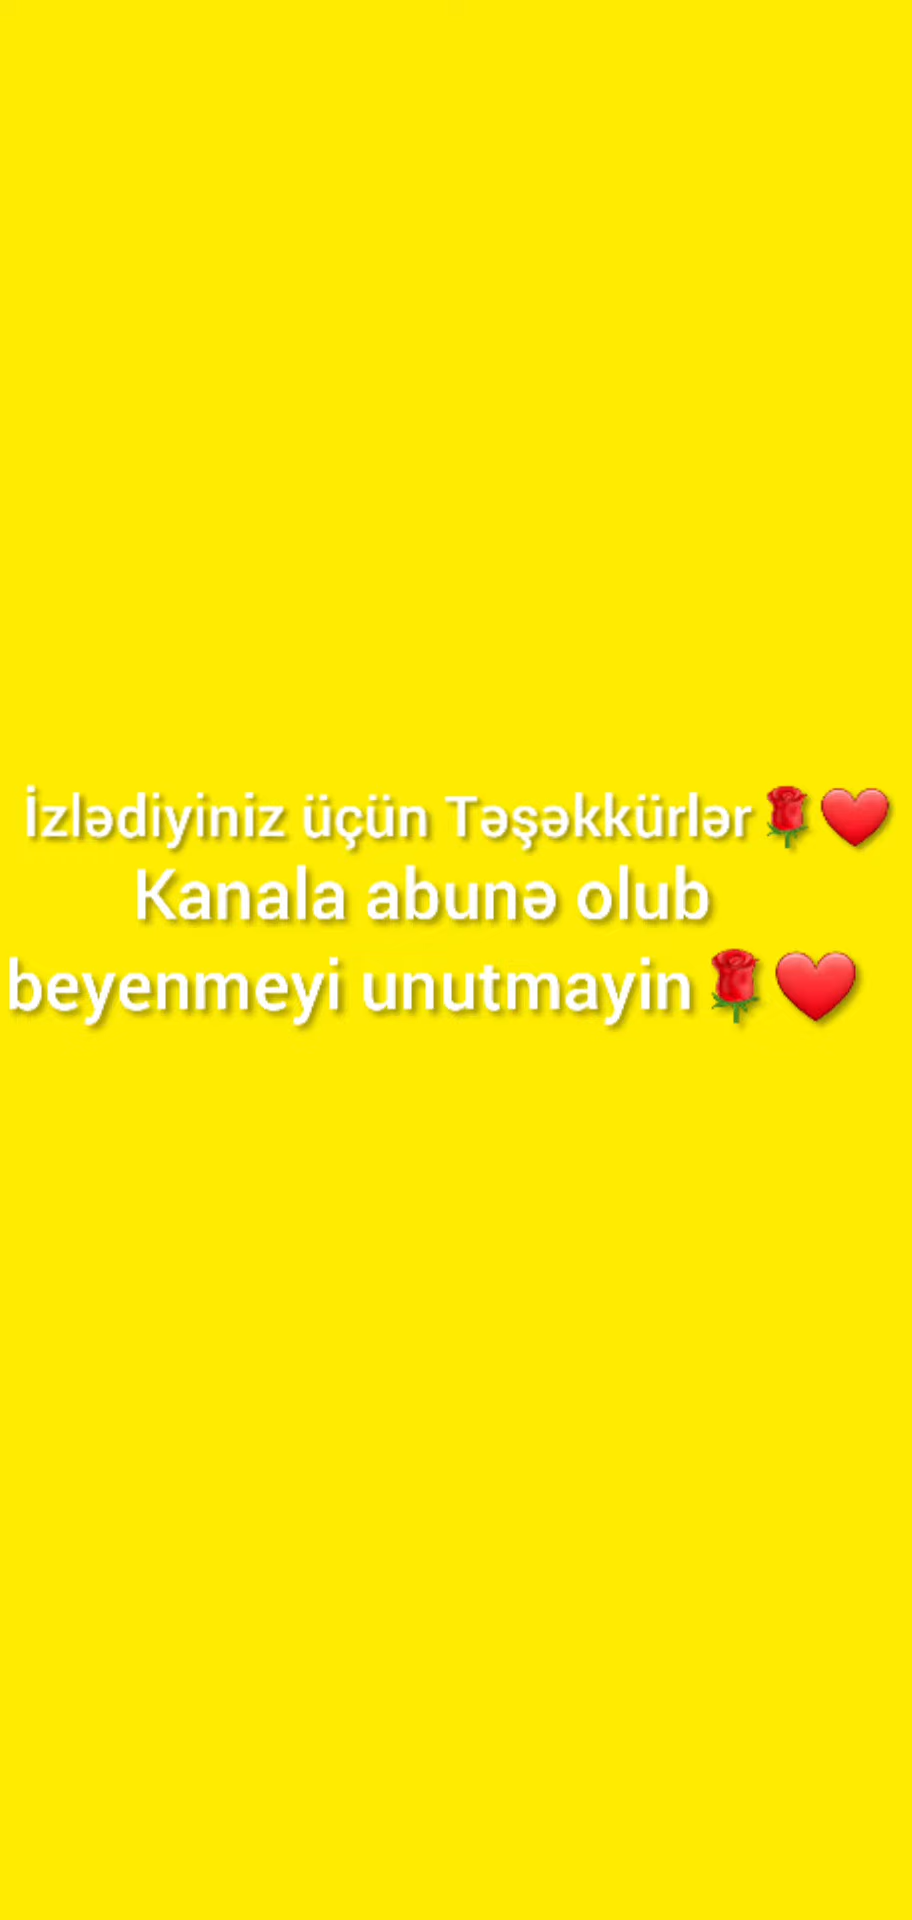 İzlədiyiniz üçün Təşəkkürlər🌹❤️
Kanala abunə olub
beyenmeyi unutmayin🌹❤️